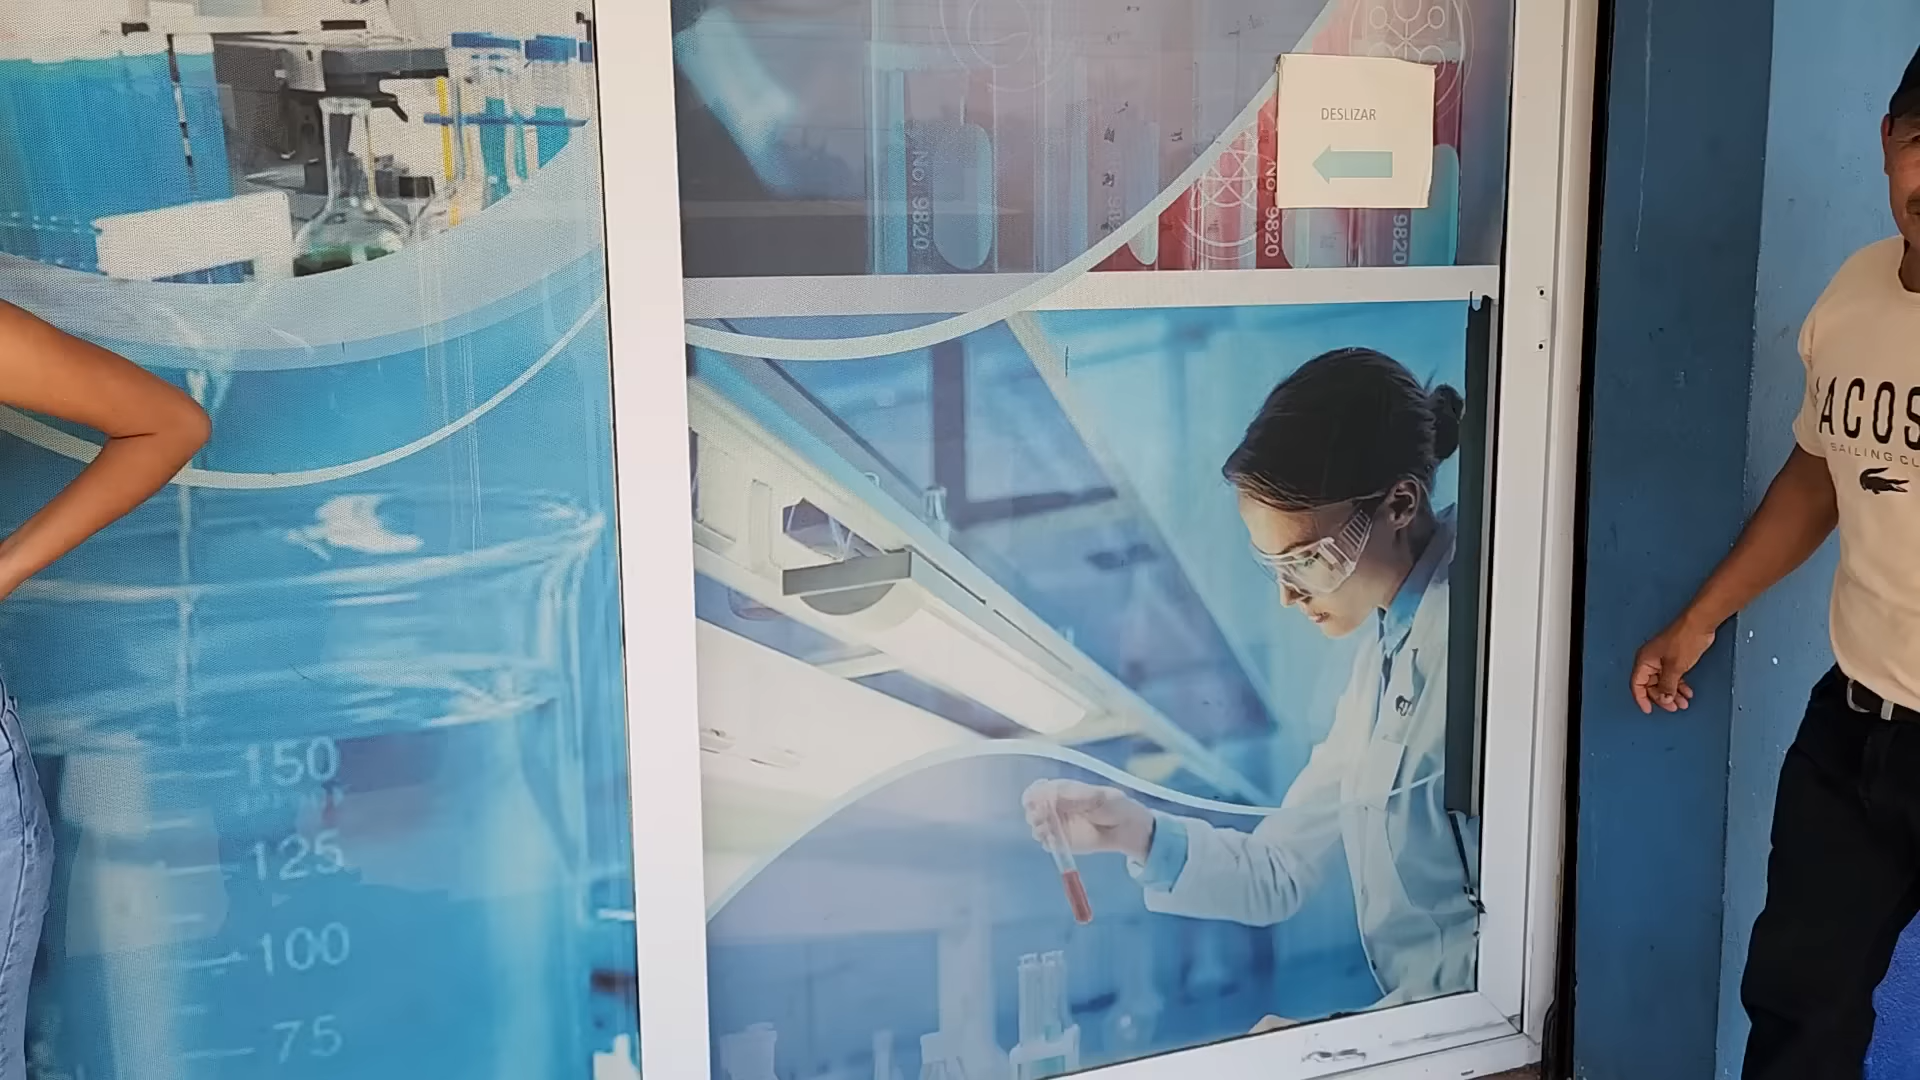 DESLIZAR
No. 9820
No. 9820
9820
ACOS
SAILING CL
150
125
100
75